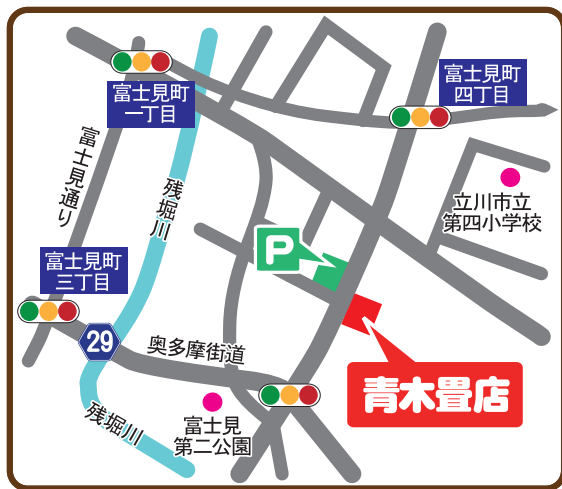 富士見町
一丁目
富士見町
四丁目
富士見通り
残堀川
立川市立
第四小学校
P
富士見町
三丁目
29
奥多摩街道
青木畳店
残堀川
富士見
第二公園